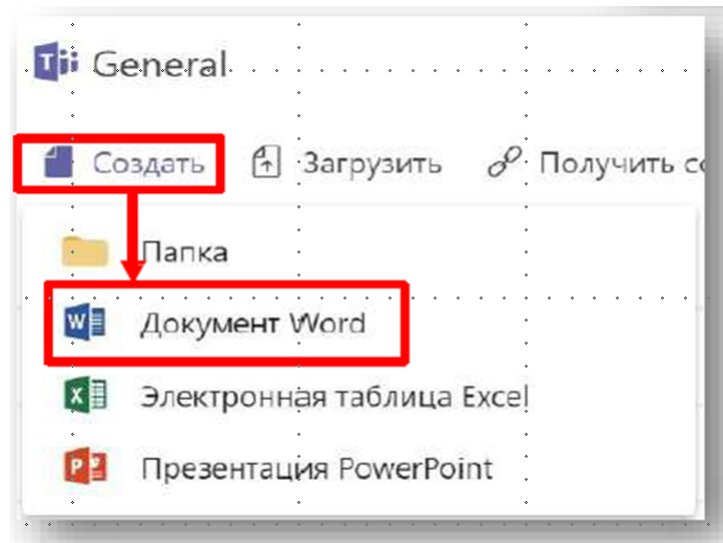 General
Создать Загрузить Получить
Папка
Документ Word
Электронная таблица Excel
Презентация PowerPoint